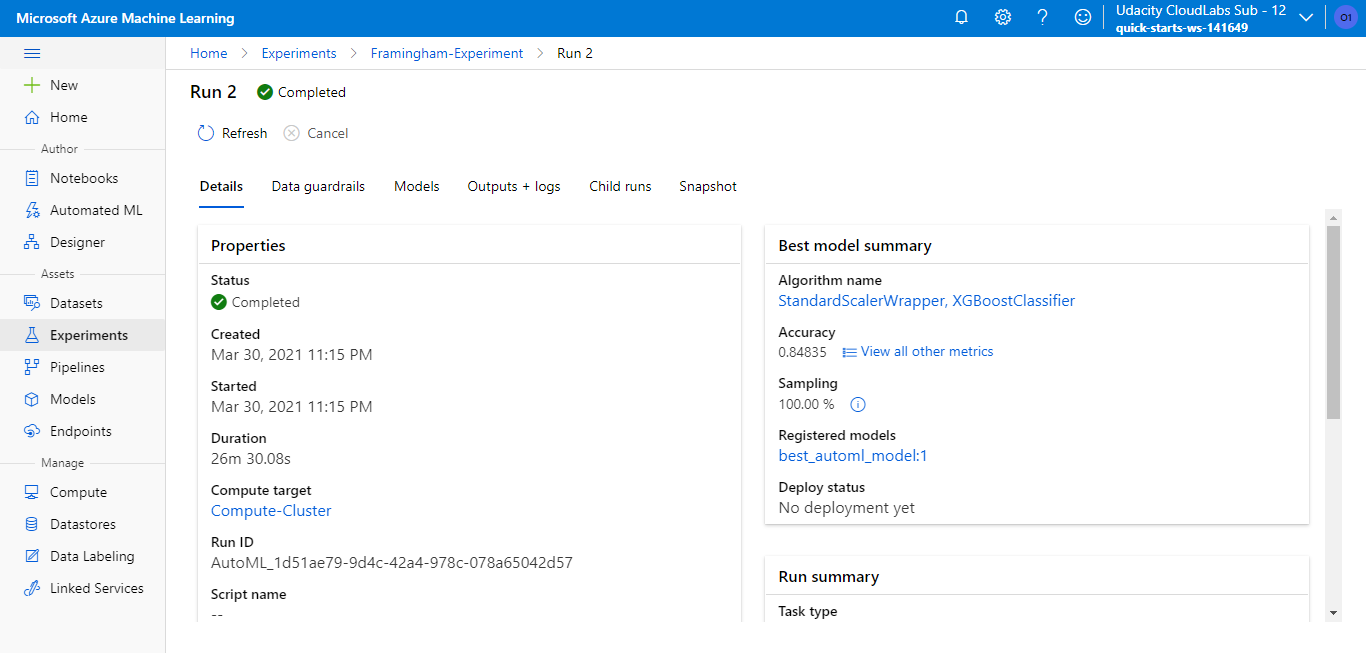 Microsoft Azure Machine Learning
Udacity CloudLabs Sub - 12
quick-starts-ws-141649
O1
Home > Experiments > Framingham-Experiment > Run 2
New
Home
Author
Notebooks
Automated ML
Designer
Assets
Datasets
Experiments
Pipelines
Models
Endpoints
Manage
Compute
Datastores
Data Labeling
Linked Services
Run 2 Completed
Refresh Cancel
Details Data guardrails Models Outputs + logs Child runs Snapshot
Properties
Status
Completed
Created
Mar 30, 2021 11:15 PM
Started
Mar 30, 2021 11:15 PM
Duration
26m 30.08s
Compute target
Compute-Cluster
Run ID
AutoML_1d51ae79-9d4c-42a4-978c-078a65042d57
Script name
--
Best model summary
Algorithm name
StandardScalerWrapper, XGBoostClassifier
Accuracy
0.84835 View all other metrics
Sampling
100.00 %
Registered models
best_automl_model:1
Deploy status
No deployment yet
Run summary
Task type